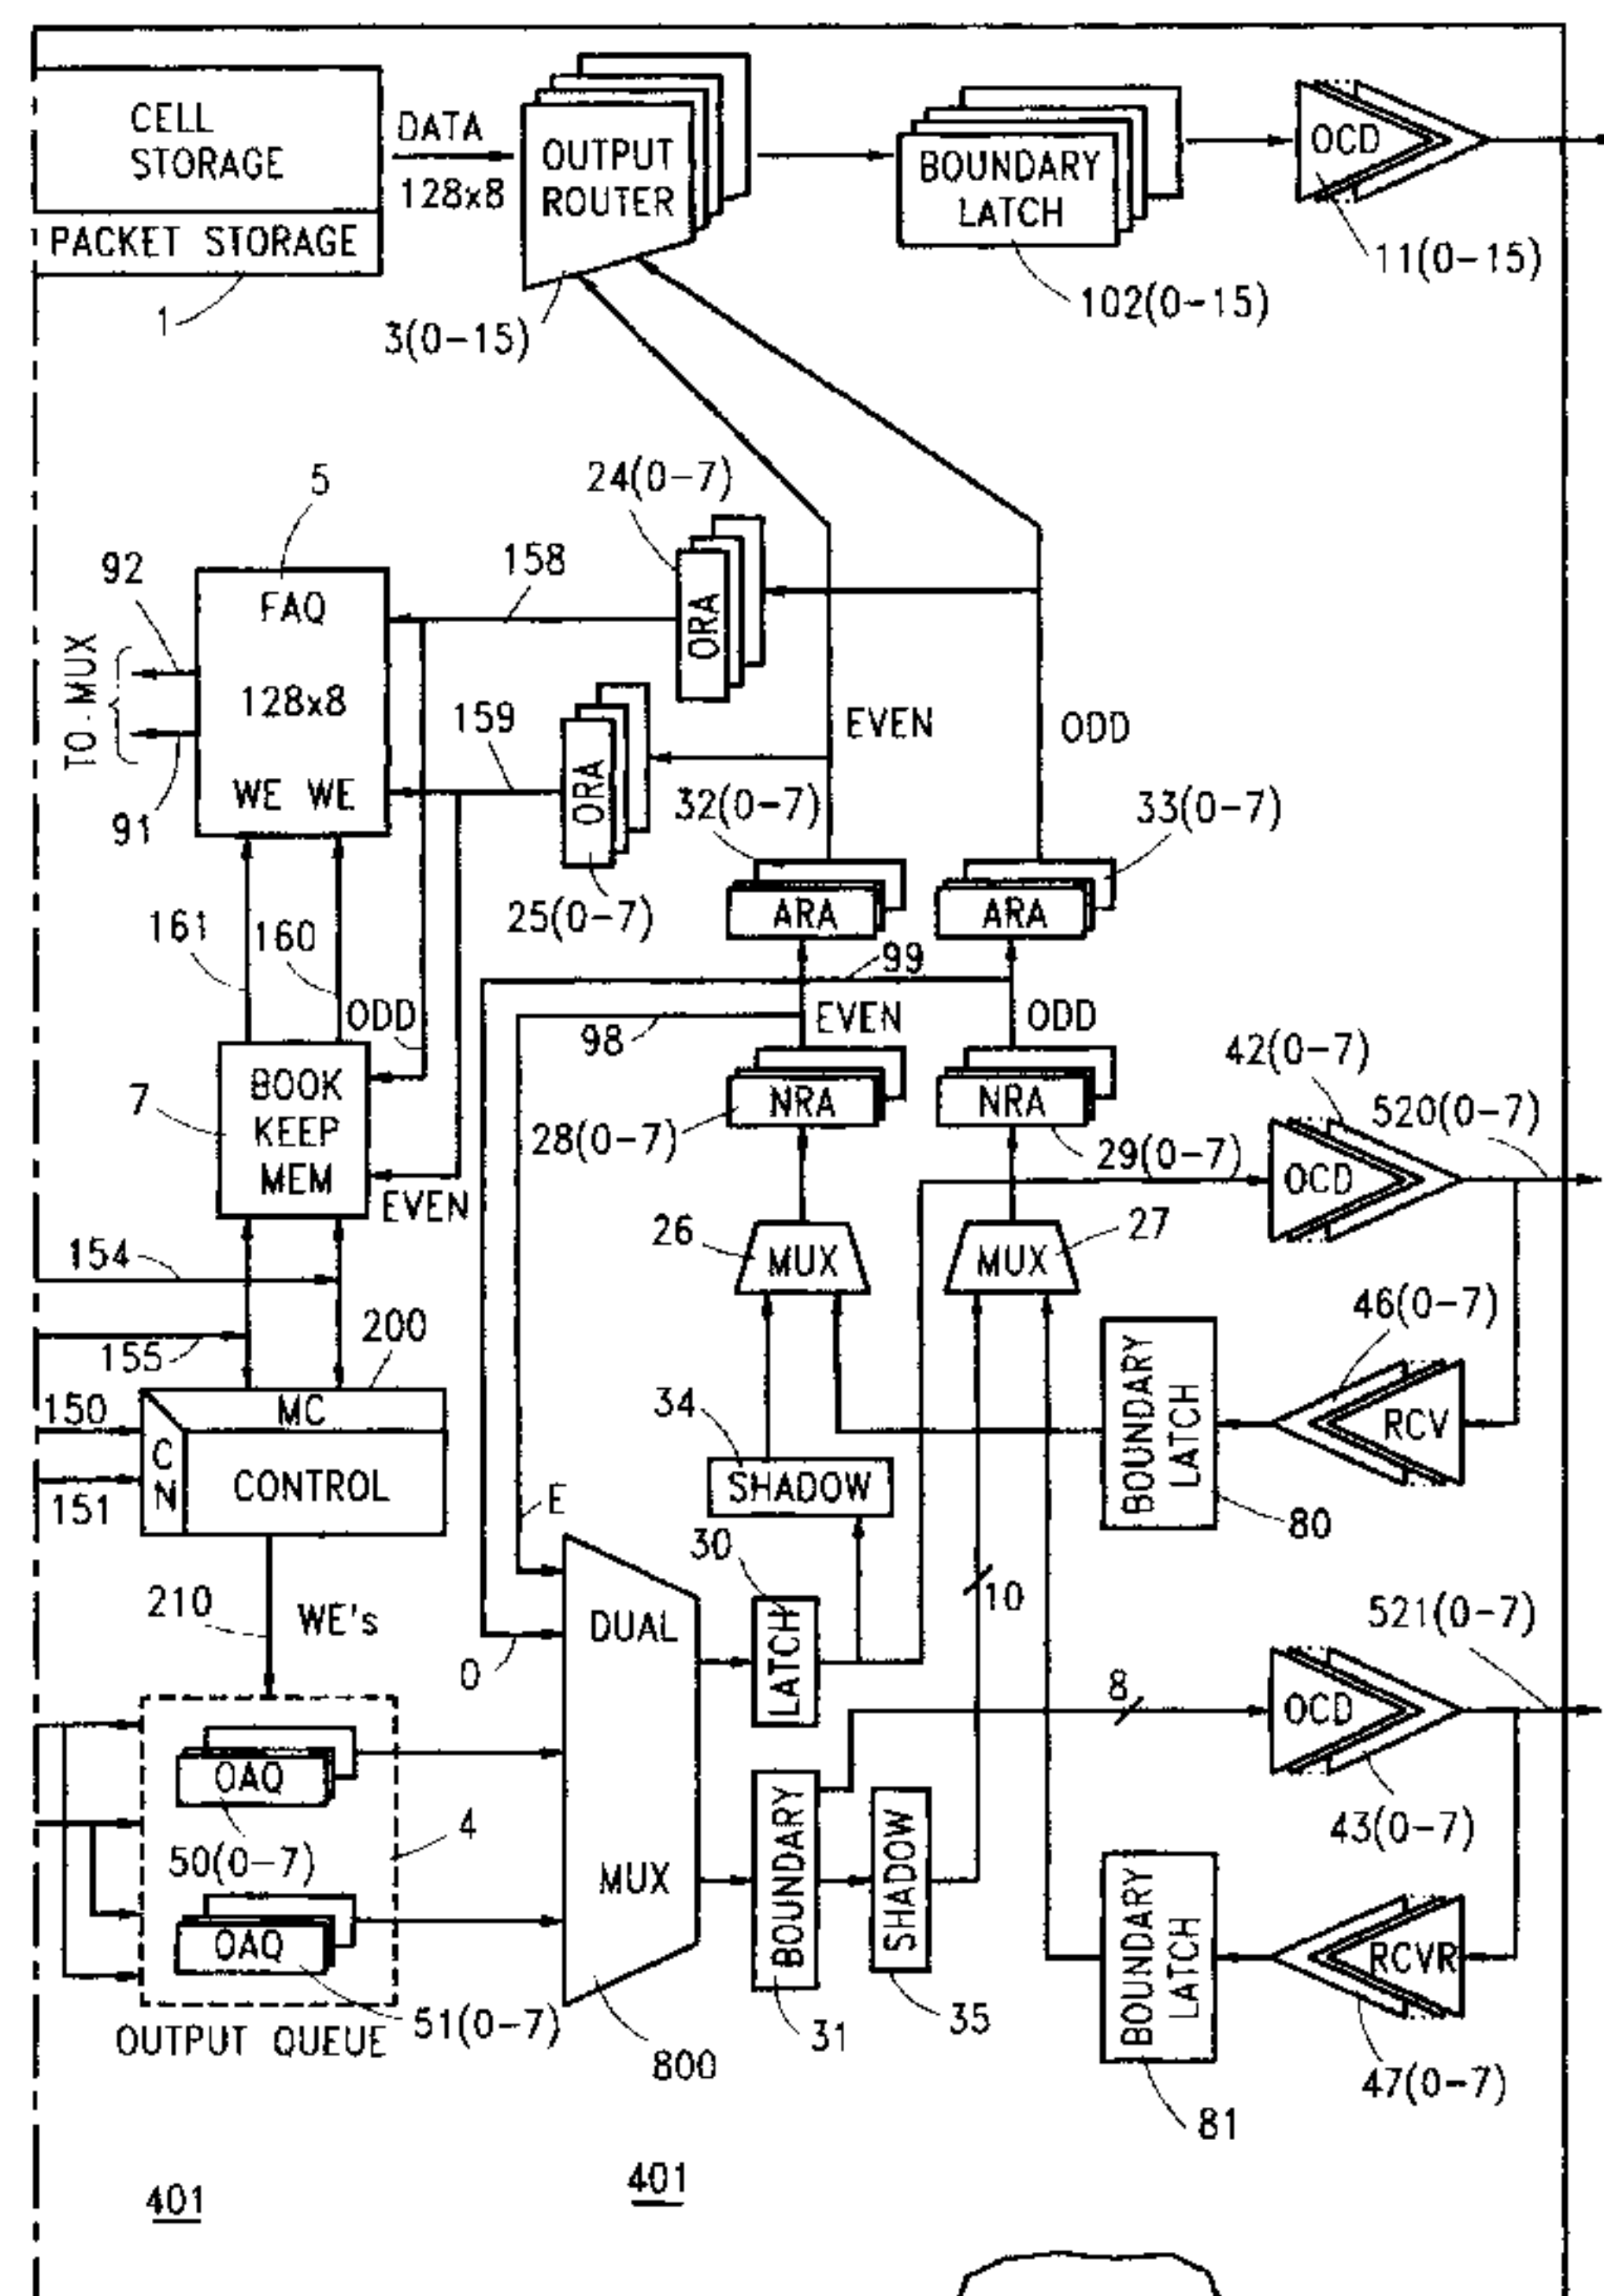 CELL
STORAGE
PACKET STORAGE
1
DATA
128x8
OUTPUT
ROUTER
3(0-15)
BOUNDARY
LATCH
102(0-15)
OCD
11(0-15)
5
FAQ
128x8
WE WE
92
TO-MUX
91
158
159
24(0-7)
ORA
ORA
25(0-7)
EVEN
ODD
32(0-7)
33(0-7)
ARA
ARA
161
160
ODD
99
98
EVEN
ODD
7
BOOK
KEEP
MEM
EVEN
NRA
NRA
28(0-7)
29(0-7)
42(0-7)
520(0-7)
OCD
154
155
26
MUX
MUX
27
200
150
151
MC
C
N
CONTROL
34
SHADOW
46(0-7)
BOUNDARY
LATCH
RCV
80
E
30
10
210
WE's
O
DUAL
LATCH
521(0-7)
8
OCD
OAQ
50(0-7)
4
MUX
BOUNDARY
SHADOW
43(0-7)
OAQ
51(0-7)
OUTPUT QUEUE
800
31
35
BOUNDARY
LATCH
RCVR
47(0-7)
81
401
401